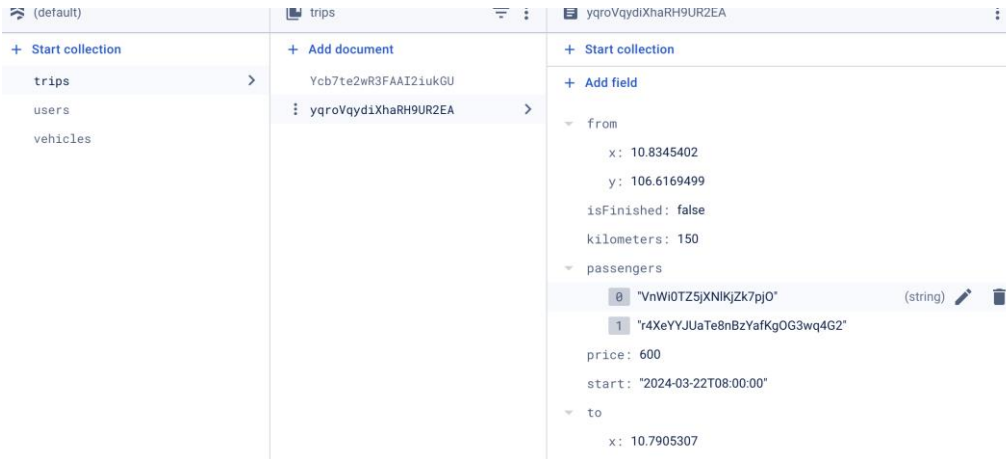 (default)
+ Start collection
trips
users
vehicles
trips
+ Add document
Ycb7te2wR3FAAI2iukGU
yqroVqydiXhaRH9UR2EA
yqroVqydiXhaRH9UR2EA
+ Start collection
+ Add field
from
x: 10.8345402
y: 106.6169499
isFinished: false
kilometers: 150
passengers
0 "VnWi0TZ5jXNlKjZk7pjO" (string)
1 "r4XeYYJUaTe8nBzYafKgOG3wq4G2"
price: 600
start: "2024-03-22T08:00:00"
to
x: 10.7905307